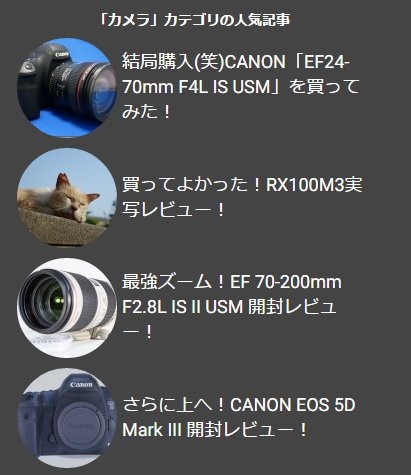 「カメラ」カテゴリの人気記事
結局購入(笑)CANON「EF24-
70mm F4L IS USM」を買って
みた！
買ってよかった！RX100M3実
写レビュー！
最強ズーム！EF 70-200mm
F2.8L IS II USM 開封レビュ
ー！
Canon
さらに上へ！CANON EOS 5D
Mark III 開封レビュー！